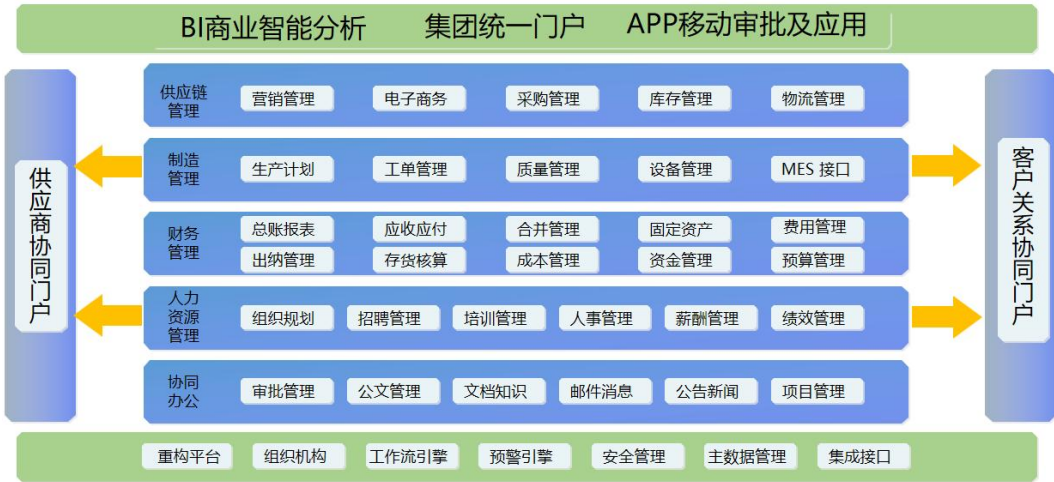 BI商业智能分析 集团统一门户 APP移动审批及应用
供应商协同门户
供应链
管理
营销管理 电子商务 采购管理 库存管理 物流管理
制造
管理
生产计划 工单管理 质量管理 设备管理 MES 接口
财务
管理
总账报表 应收应付 合并管理 固定资产 费用管理
出纳管理 存货核算 成本管理 资金管理 预算管理
人力
资源
管理
组织规划 招聘管理 培训管理 人事管理 薪酬管理 绩效管理
协同
办公
审批管理 公文管理 文档知识 邮件消息 公告新闻 项目管理
客户关系协同门户
重构平台 组织机构 工作流引擎 预警引擎 安全管理 主数据管理 集成接口